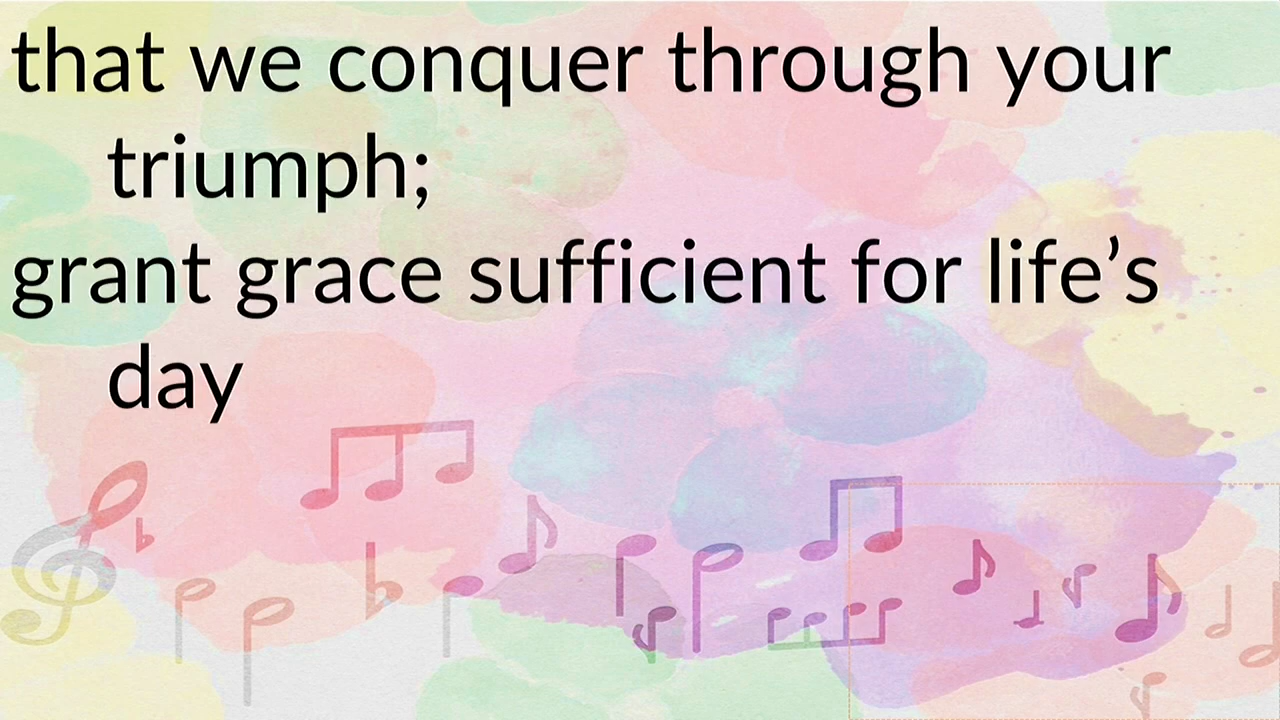 that we conquer through your
triumph;
grant grace sufficient for life’s
day